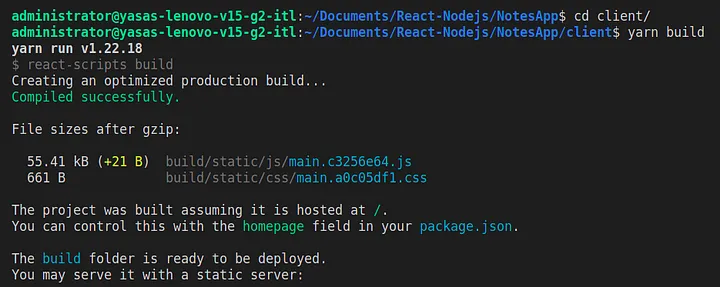 administrator@yasas-lenovo-v15-g2-itl:~/Documents/React-Nodejs/NotesApp$ cd client/
administrator@yasas-lenovo-v15-g2-itl:~/Documents/React-Nodejs/NotesApp/client$ yarn build
yarn run v1.22.18
$ react-scripts build
Creating an optimized production build...
Compiled successfully.
File sizes after gzip:
55.41 kB (+21 B)  build/static/js/main.c3256e64.js
661 B  build/static/css/main.a0c05df1.css
The project was built assuming it is hosted at /.
You can control this with the homepage field in your package.json.
The build folder is ready to be deployed.
You may serve it with a static server: